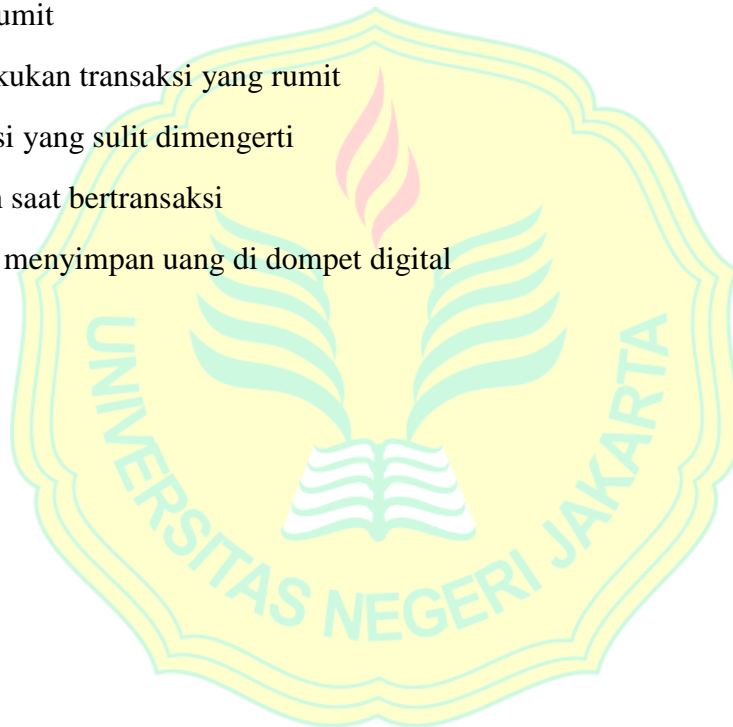 umit
kukan transaksi yang rumit
si yang sulit dimengerti
n saat bertransaksi
menyimpan uang di dompet digital
UNIVERSITAS NEGERI JAKARTA